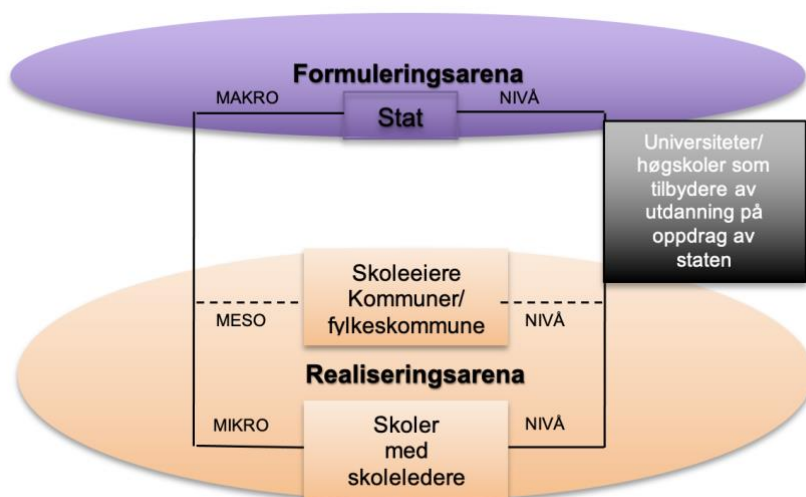 Formuleringsarena
MAKRO
NIVÅ
Stat
Universiteter/
høgskoler som
tilbydere av
utdanning på
oppdrag av
staten
Skoleeiere
Kommuner/
fylkeskommune
MESO
NIVÅ
Realiseringsarena
MIKRO
NIVÅ
Skoler
med
skoleledere